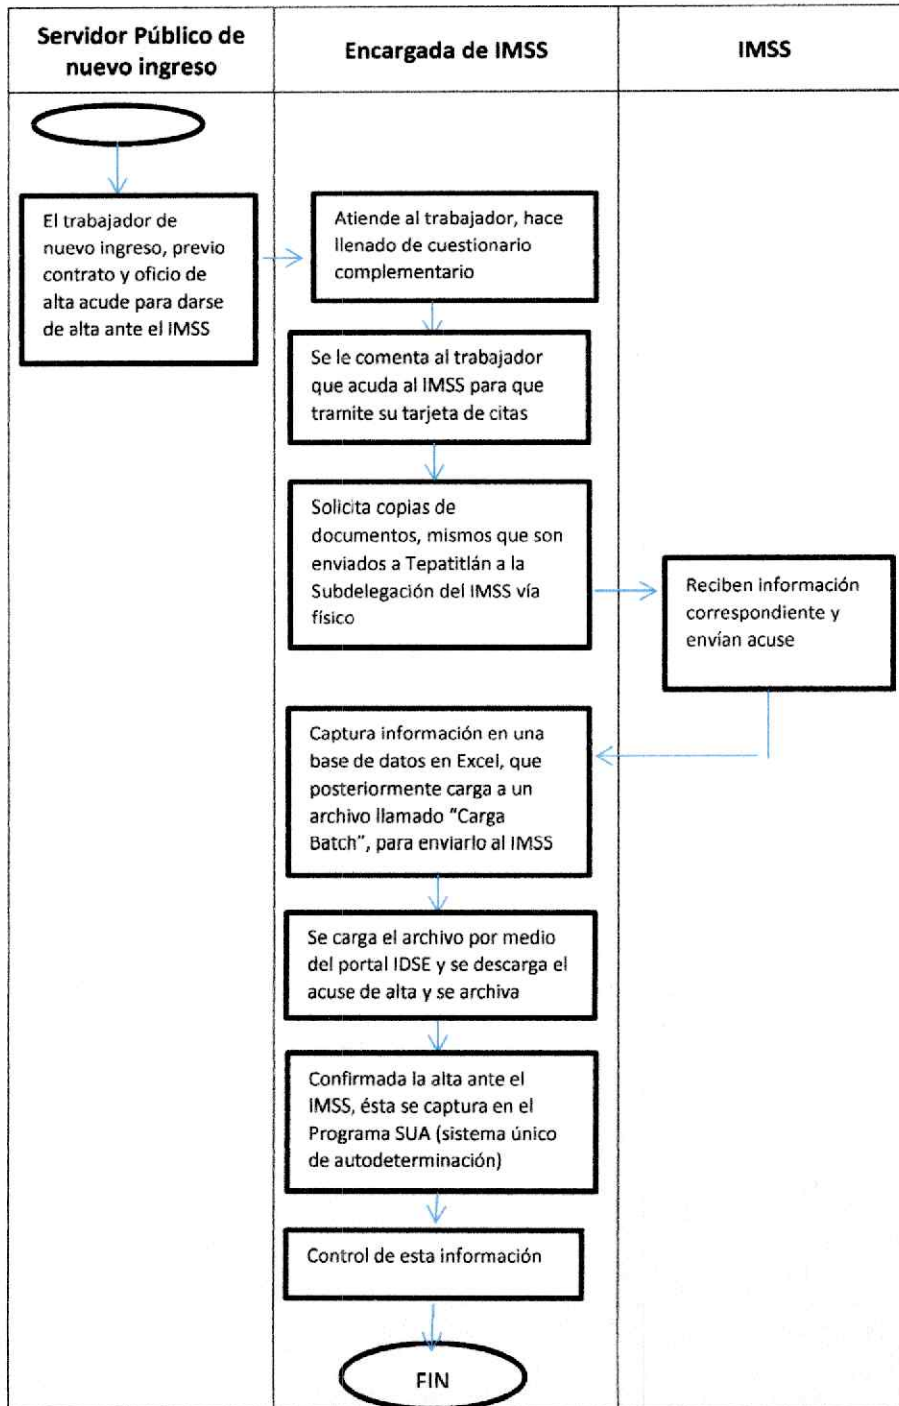 Servidor Público de
nuevo ingreso
Encargada de IMSS
IMSS
El trabajador de
nuevo ingreso, previo
contrato y oficio de
alta acude para darse
de alta ante el IMSS
Atiende al trabajador, hace
llenado de cuestionario
complementario
Se le comenta al trabajador
que acuda al IMSS para que
tramite su tarjeta de citas
Solicita copias de
documentos, mismos que son
enviados a Tepatitlán a la
Subdelegación del IMSS vía
físico
Reciben información
correspondiente y
envían acuse
Captura información en una
base de datos en Excel, que
posteriormente carga a un
archivo llamado “Carga
Batch”, para enviarlo al IMSS
Se carga el archivo por medio
del portal IDSE y se descarga el
acuse de alta y se archiva
Confirmada la alta ante el
IMSS, ésta se captura en el
Programa SUA (sistema único
de autodeterminación)
Control de esta información
FIN